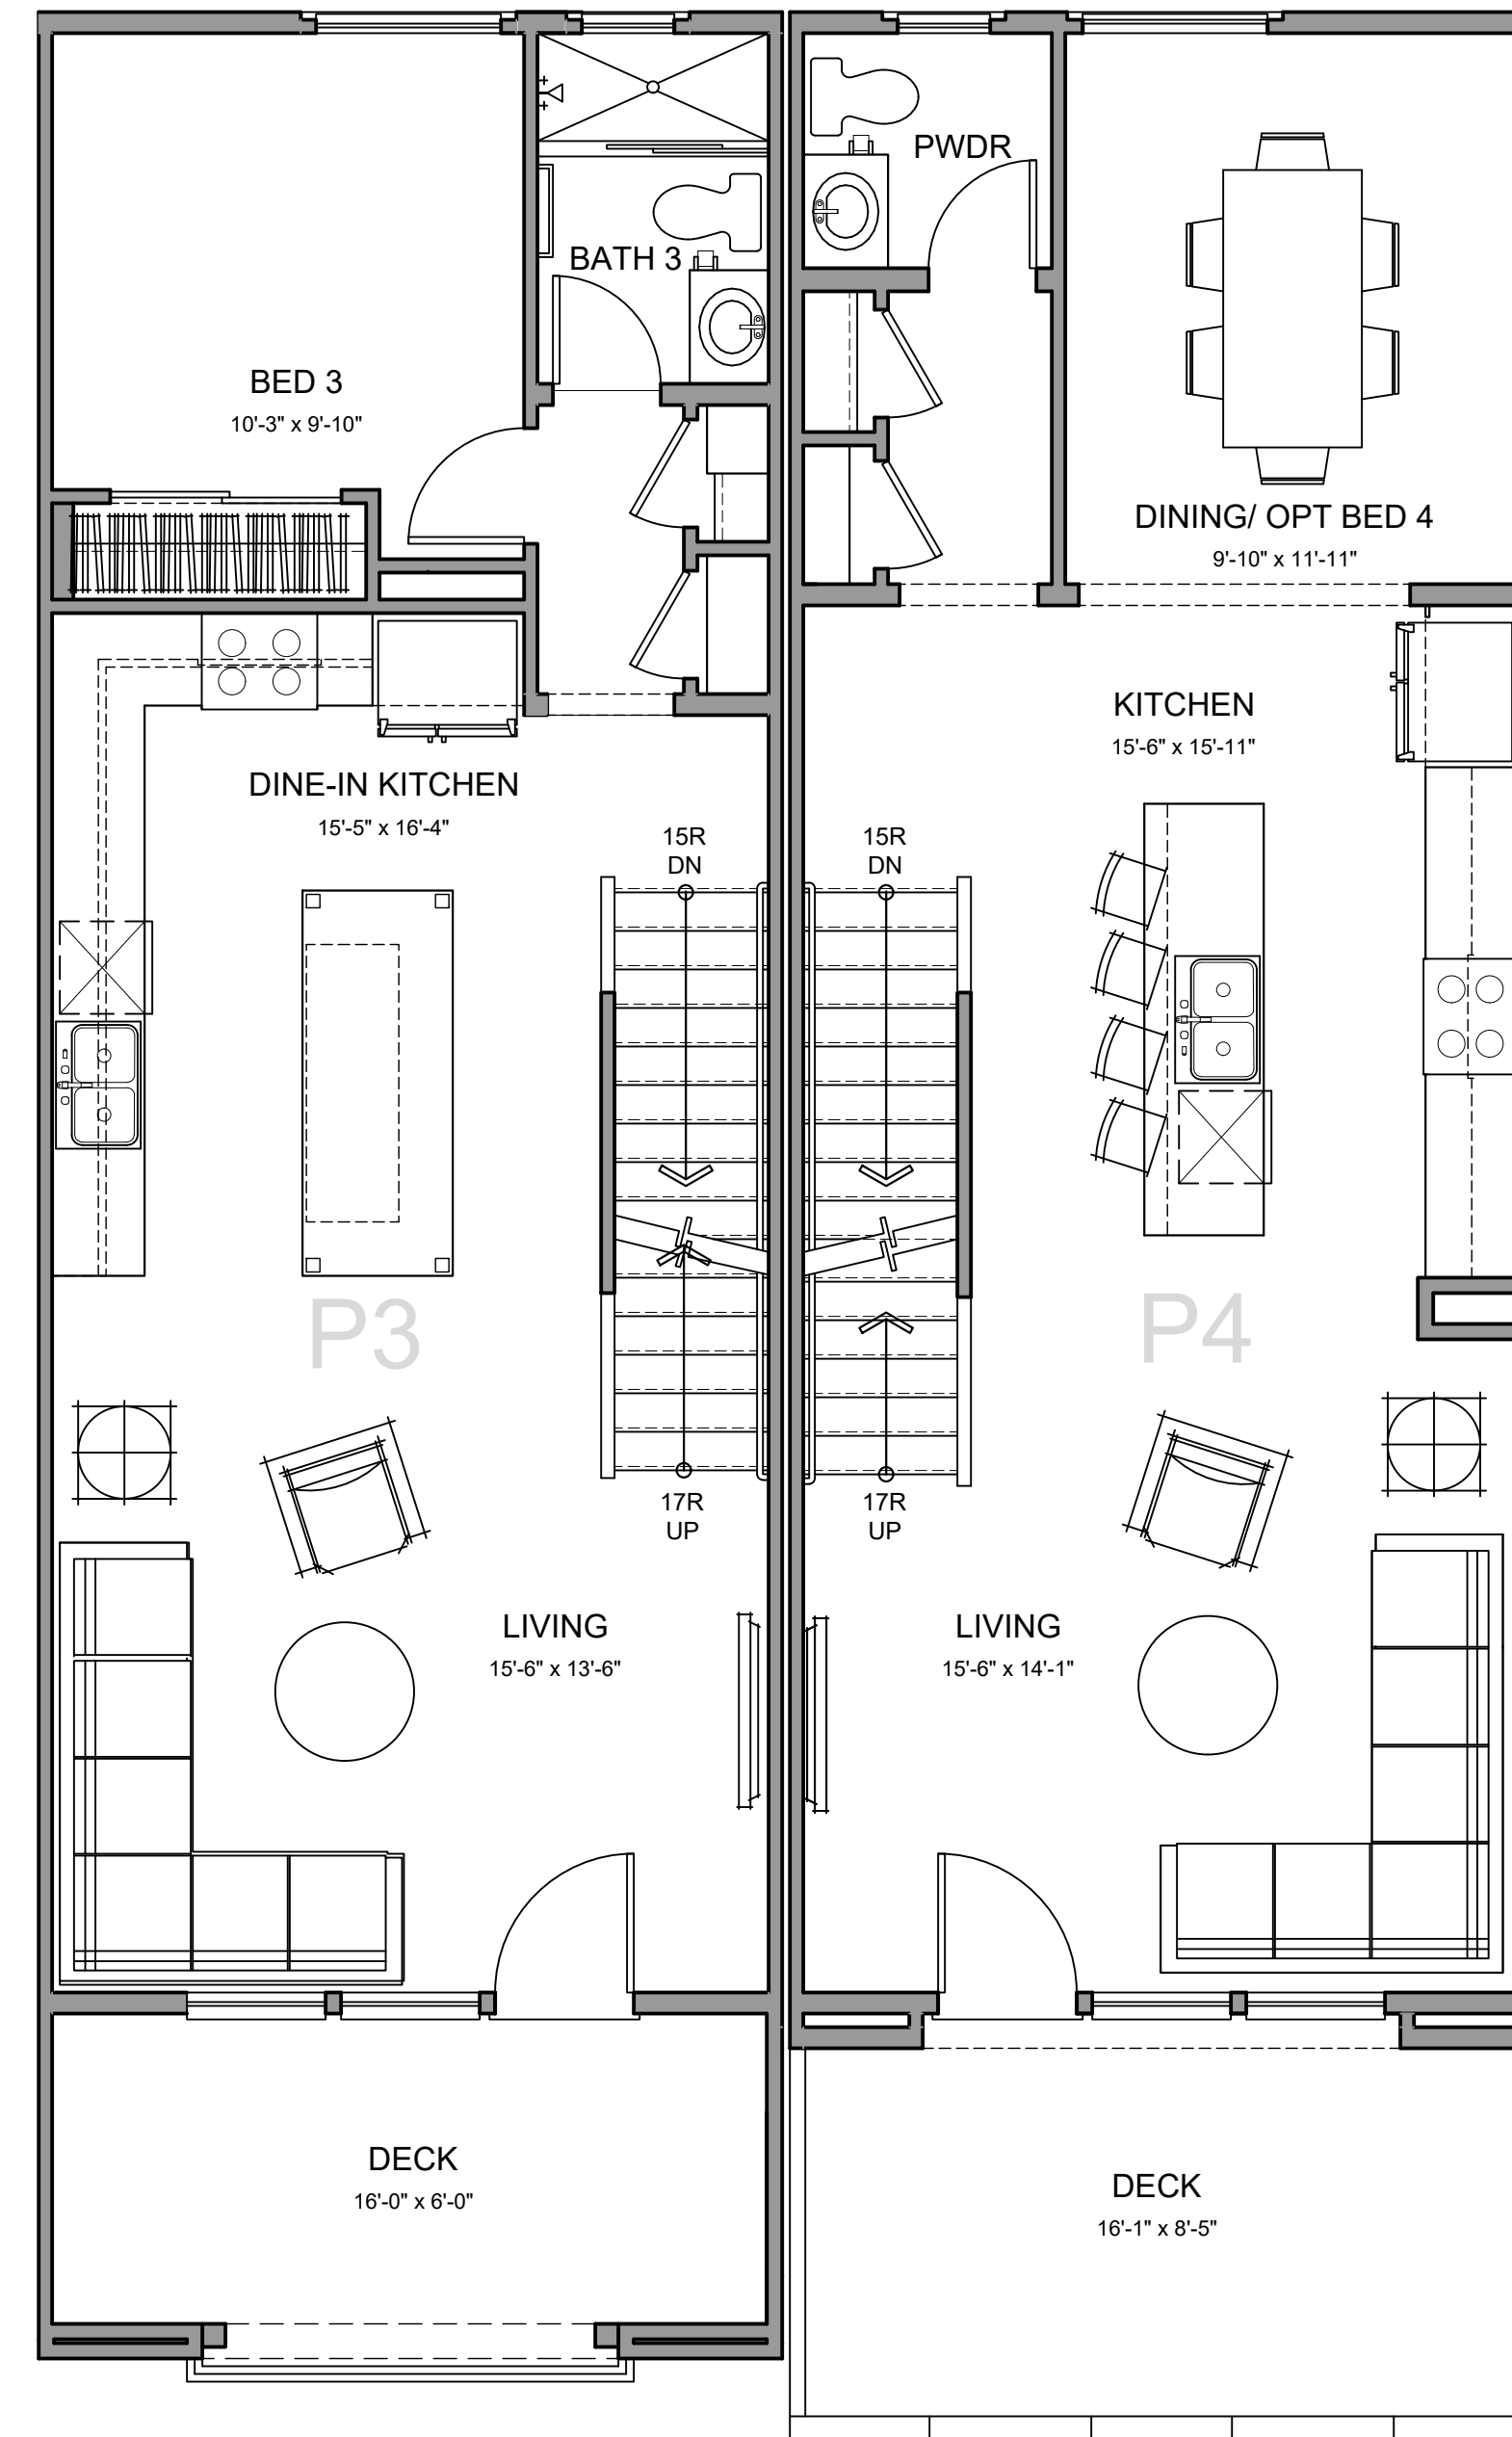 PWDR
BATH 3
BED 3
10'-3" x 9'-10"
DINING/ OPT BED 4
9'-10" x 11'-11"
KITCHEN
15'-6" x 15'-11"
DINE-IN KITCHEN
15'-5" x 16'-4"
15R
DN
15R
DN
P3
P4
17R
UP
17R
UP
LIVING
15'-6" x 13'-6"
LIVING
15'-6" x 14'-1"
DECK
16'-0" x 6'-0"
DECK
16'-1" x 8'-5"